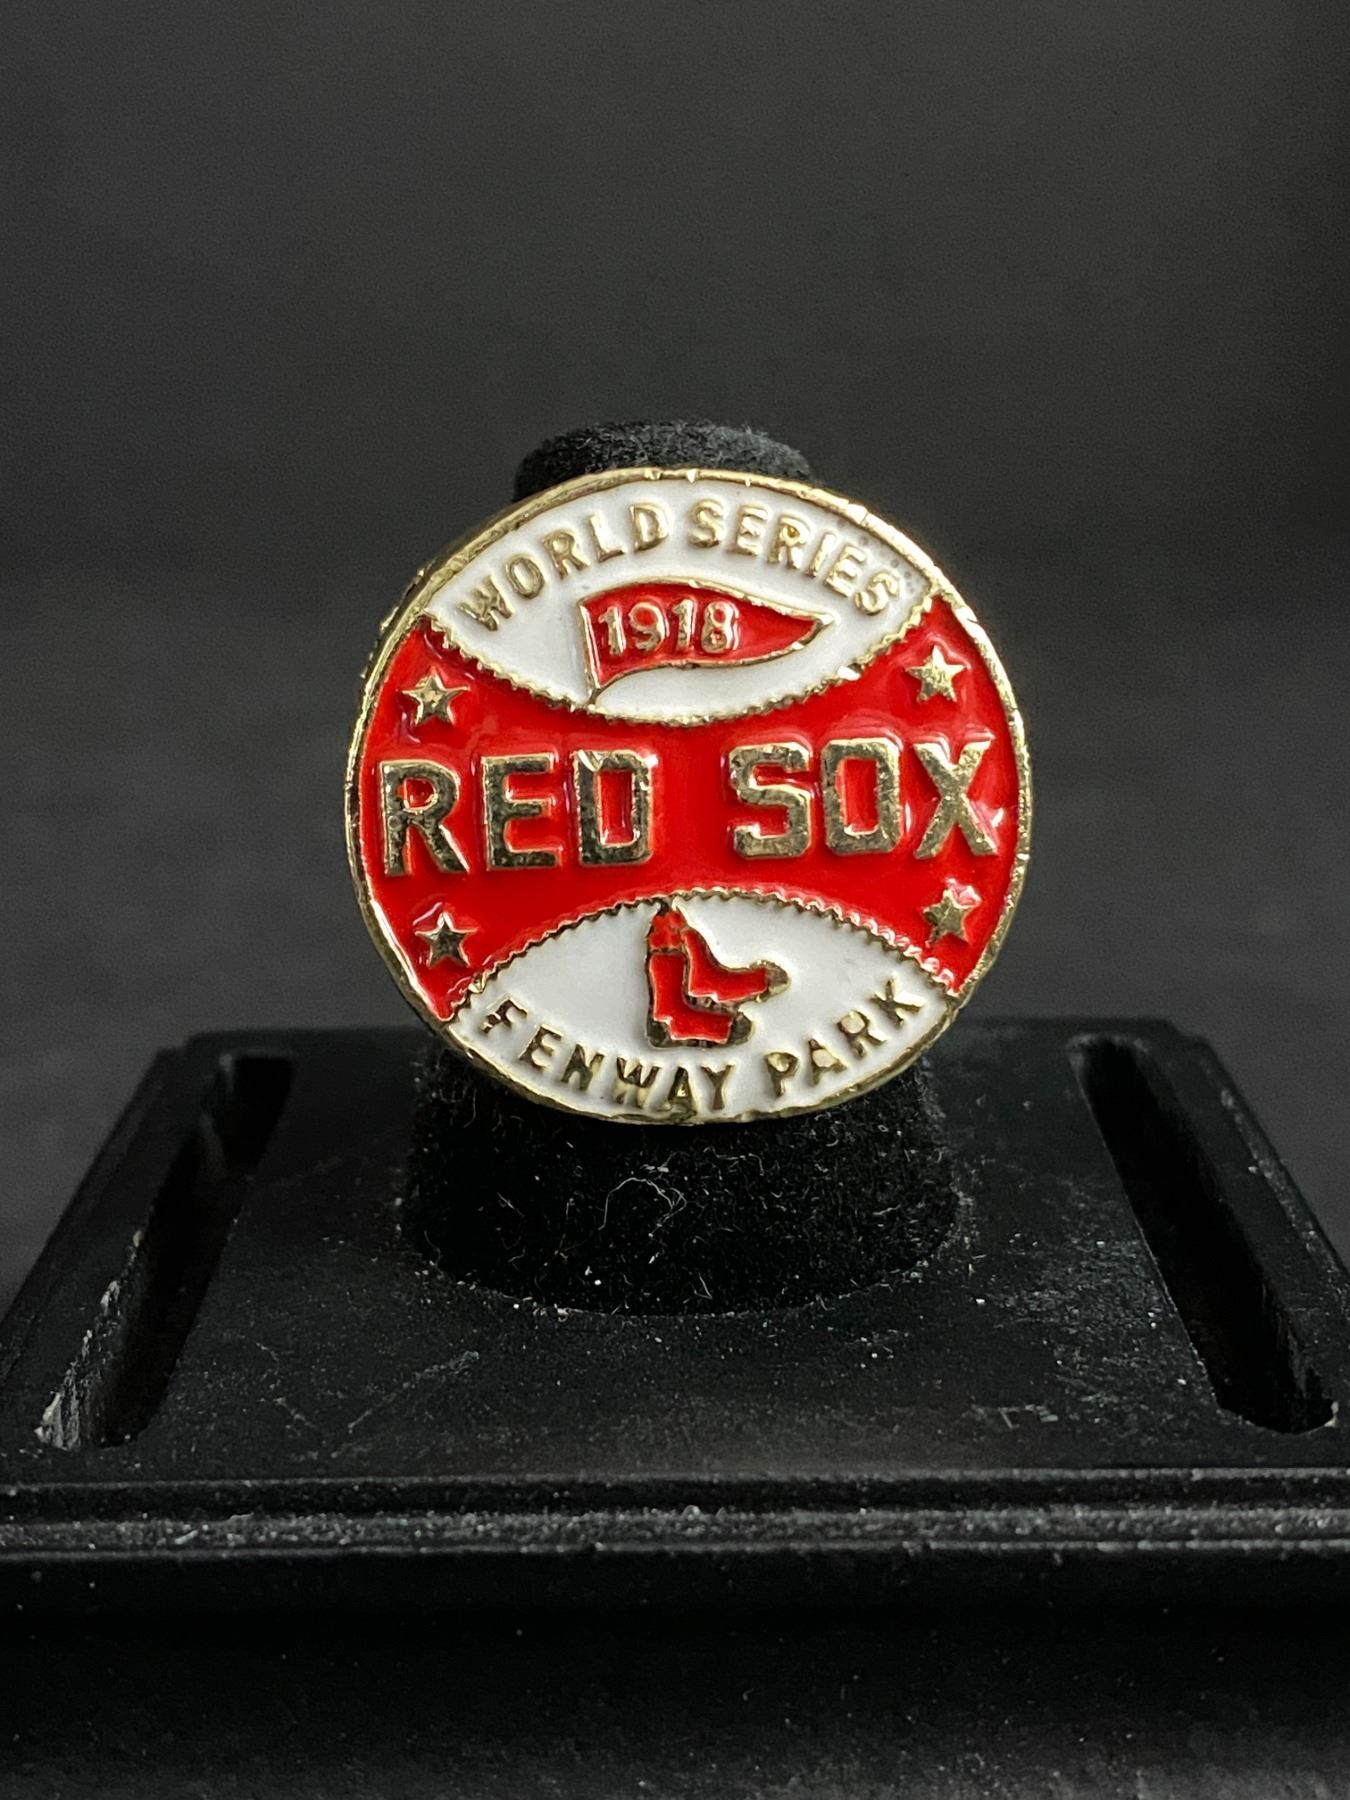 WORLD SERIES
1918
RED SOX
FENWAY PARK